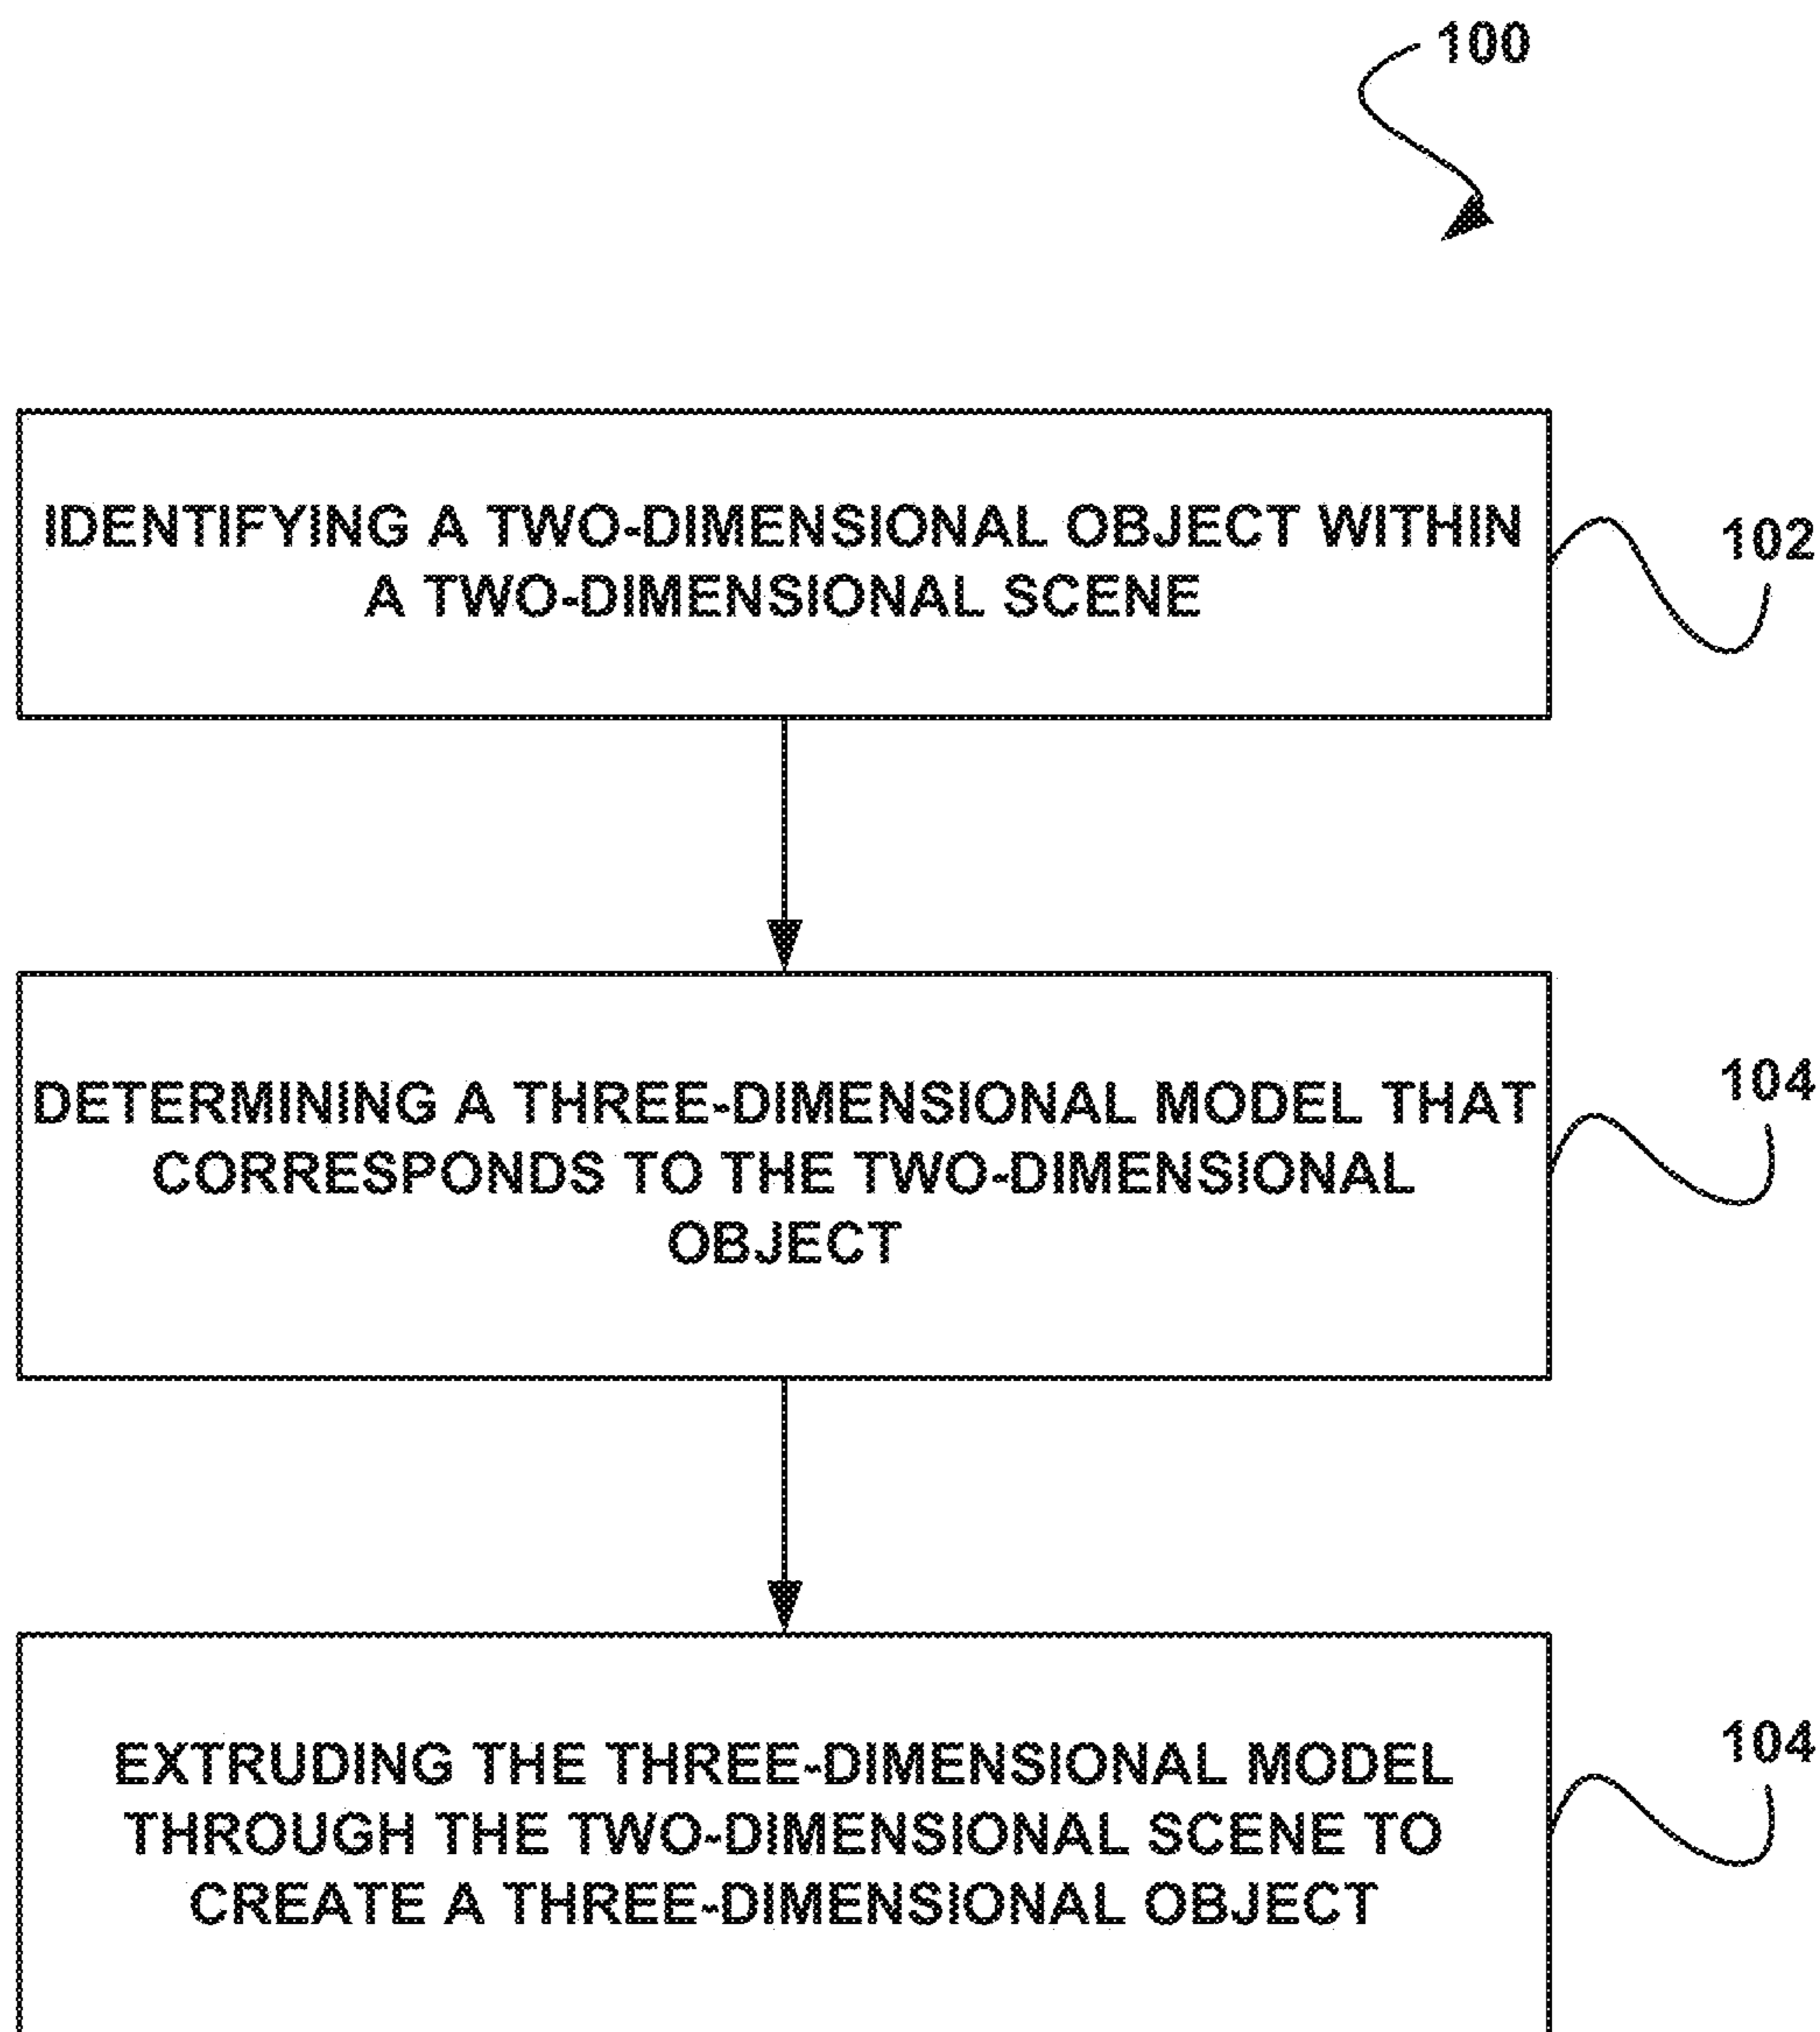 100
IDENTIFYING A TWO-DIMENSIONAL OBJECT WITHIN
A TWO-DIMENSIONAL SCENE
102
DETERMINING A THREE-DIMENSIONAL MODEL THAT
CORRESPONDS TO THE TWO-DIMENSIONAL
OBJECT
104
EXTRUDING THE THREE-DIMENSIONAL MODEL
THROUGH THE TWO-DIMENSIONAL SCENE TO
CREATE A THREE-DIMENSIONAL OBJECT
104